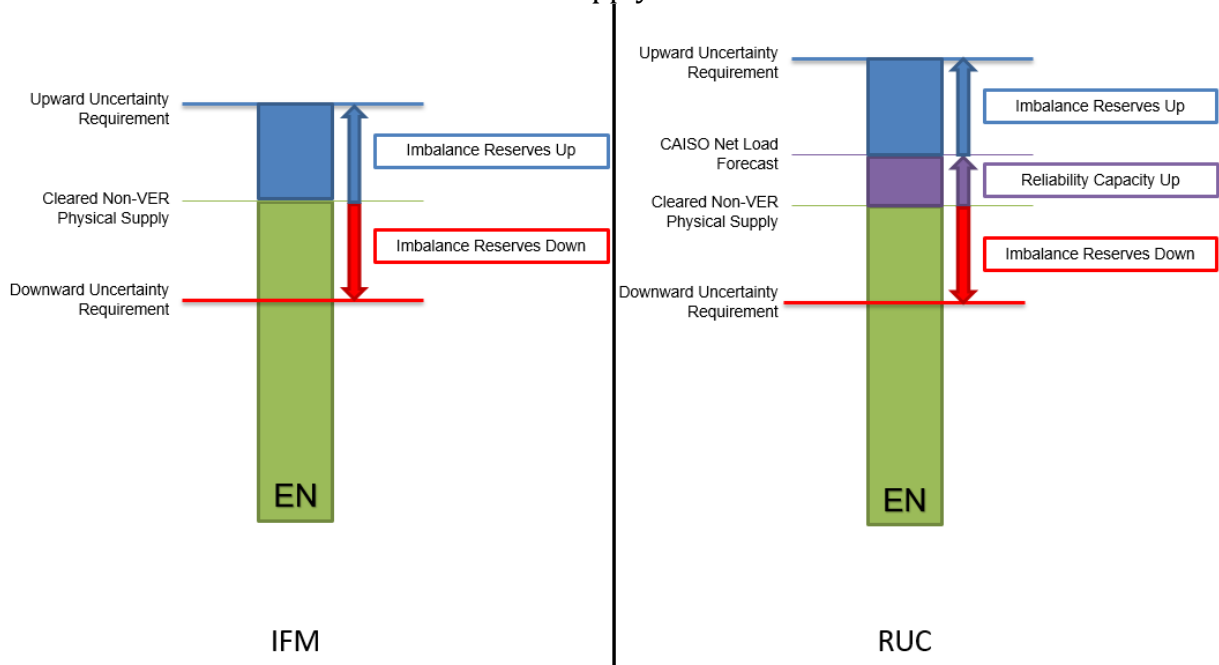 Upward Uncertainty
Requirement
Imbalance Reserves Up
Cleared Non-VER
Physical Supply
Imbalance Reserves Down
Downward Uncertainty
Requirement
EN
IFM
Upward Uncertainty
Requirement
Imbalance Reserves Up
CAISO Net Load
Forecast
Reliability Capacity Up
Cleared Non-VER
Physical Supply
Imbalance Reserves Down
Downward Uncertainty
Requirement
EN
RUC